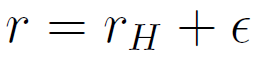 r = r_H + ϵ